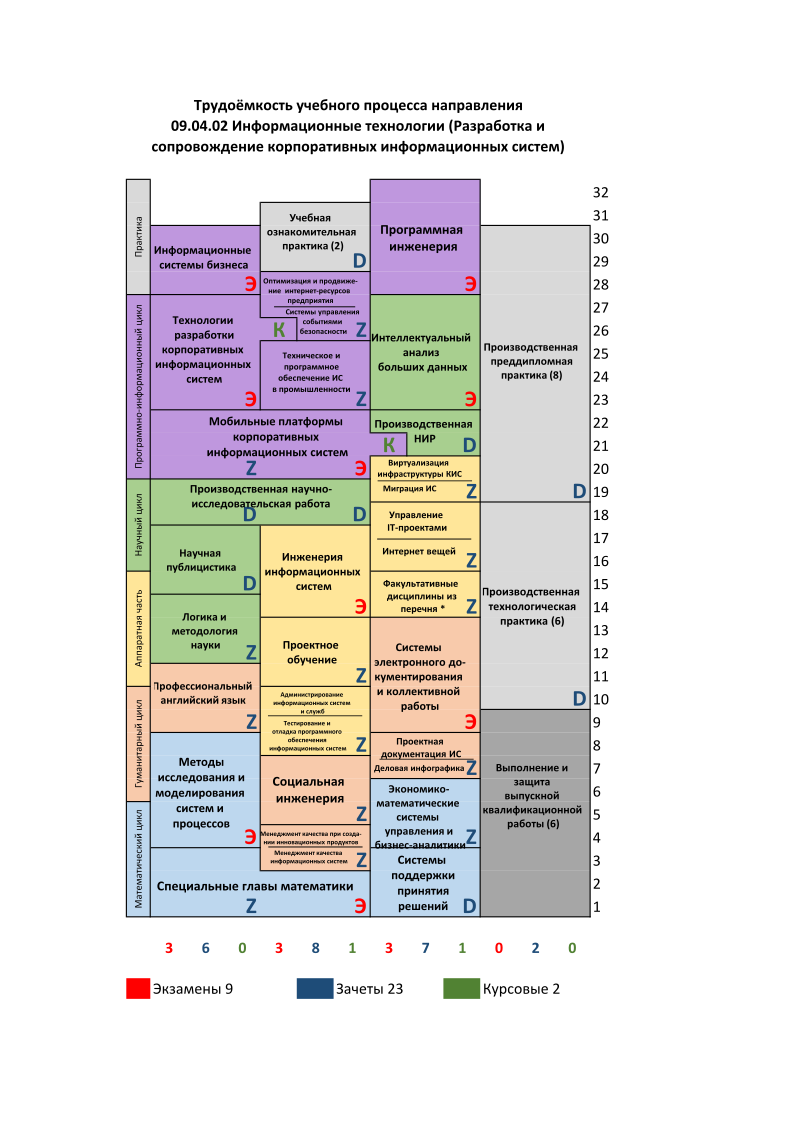 Трудоёмкость учебного процесса направления
09.04.02 Информационные технологии (Разработка и
сопровождение корпоративных информационных систем)
Практика
Программно-информационный цикл
Научный цикл
Аппаратная часть
Гуманитарный цикл
Математический цикл
Информационные
системы бизнеса
Э
Технологии
разработки
корпоративных
информационных
систем
Э
Мобильные платформы
корпоративных
информационных систем
Z
Э
Производственная научно-
исследовательская работа
D
D
Научная
публицистика
D
Логика и
методология
науки
Z
Профессиональный
английский язык
Z
Методы
исследования и
моделирования
систем и
процессов
Э
Специальные главы математики
Z
Э
Учебная
ознакомительная
практика (2)
D
Оптимизация и продвиже-
ние интернет-ресурсов
предприятия
Системы управления
событиями
безопасности
К
Z
Техническое и
программное
обеспечение ИС
в промышленности
Z
Инженерия
информационных
систем
Э
Проектное
обучение
Z
Администрирование
информационных систем
и служб
Тестирование и
отладка программного
обеспечения
информационных систем
Z
Социальная
инженерия
Z
Менеджмент качества при созда-
нии инновационных продуктов
Менеджмент качества
информационных систем
Z
Программная
инженерия
Э
Интеллектуальный
анализ
больших данных
Э
Производственная
НИР
К
D
Виртуализация
инфраструктуры КИС
Миграция ИС
Z
Управление
IT-проектами
Интернет вещей
Z
Факультативные
дисциплины из
перечня *
Z
Системы
электронного до-
кументирования
и коллективной
работы
Э
Проектная
документация ИС
Деловая инфографика
Z
Экономико-
математические
системы
управления и
бизнес-аналитики
Z
Системы
поддержки
принятия
решений
D
Производственная
преддипломная
практика (8)
D
Производственная
технологическая
практика (6)
D
Выполнение и
защита
выпускной
квалификационной
работы (6)
32
31
30
29
28
27
26
25
24
23
22
21
20
19
18
17
16
15
14
13
12
11
10
9
8
7
6
5
4
3
2
1
3 6 0 3 8 1 3 7 1 0 2 0
Экзамены 9 Зачеты 23 Курсовые 2